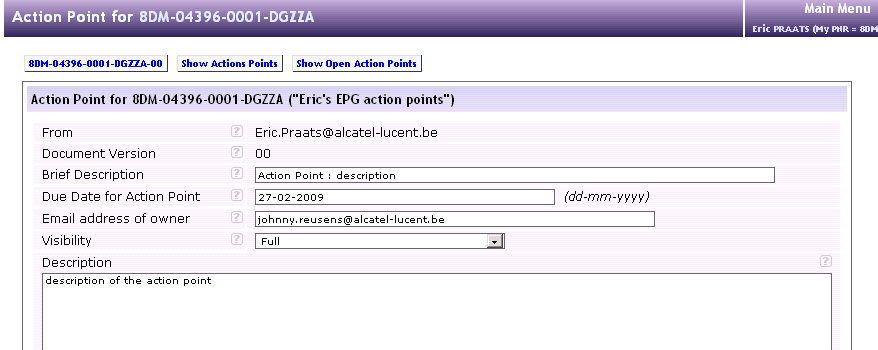 Action Point for 8DM-04396-0001-DGZZA
Main Menu
Eric PRAATS (My PNR = 8DM
8DM-04396-0001-DGZZA-00 Show Actions Points Show Open Action Points
Action Point for 8DM-04396-0001-DGZZA ("Eric's EPG action points")
From ? Eric.Praats@alcatel-lucent.be
Document Version ? 00
Brief Description ? Action Point : description
Due Date for Action Point ? 27-02-2009 (dd-mm-yyyy)
Email address of owner ? johnny.reusens@alcatel-lucent.be
Visibility ? Full
Description ?
description of the action point